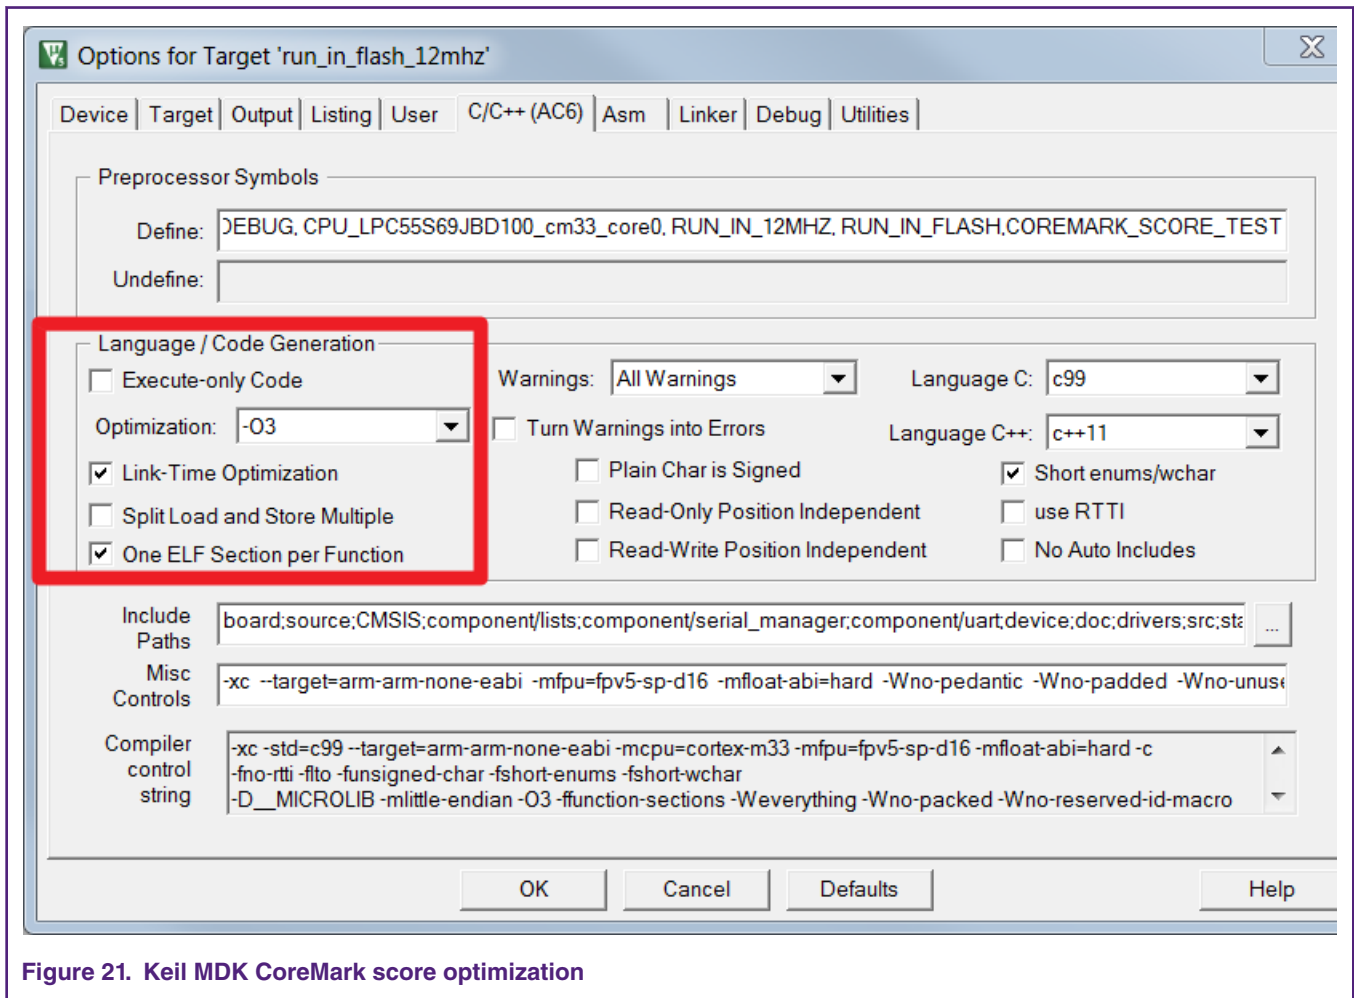 Options for Target 'run_in_flash_12mhz'
Device Target Output Listing User C/C++ (AC6) Asm Linker Debug Utilities
Preprocessor Symbols
Define: DEBUG, CPU_LPC55S69JBD100_cm33_core0, RUN_IN_12MHZ, RUN_IN_FLASH,COREMARK_SCORE_TEST
Undefine:
Language / Code Generation
Execute-only Code
Warnings: All Warnings
Language C: c99
Optimization: -O3
Turn Warnings into Errors
Language C++: c++11
Link-Time Optimization
Plain Char is Signed
Short enums/wchar
Split Load and Store Multiple
Read-Only Position Independent
use RTTI
One ELF Section per Function
Read-Write Position Independent
No Auto Includes
Include
Paths
board;source;CMSIS;component/lists;component/serial_manager;component/uart;device;doc;drivers;src;sta
...
Misc
Controls
-xc --target=arm-arm-none-eabi -mfpu=fpv5-sp-d16 -mfloat-abi=hard -Wno-pedantic -Wno-padded -Wno-unuse
Compiler
control
string
-xc -std=c99 --target=arm-arm-none-eabi -mcpu=cortex-m33 -mfpu=fpv5-sp-d16 -mfloat-abi=hard -c
-fno-rtti -flto -funsigned-char -fshort-enums -fshort-wchar
-D__MICROLIB -mlittle-endian -O3 -ffunction-sections -Weverything -Wno-packed -Wno-reserved-id-macro
OK Cancel Defaults Help
Figure 21. Keil MDK CoreMark score optimization